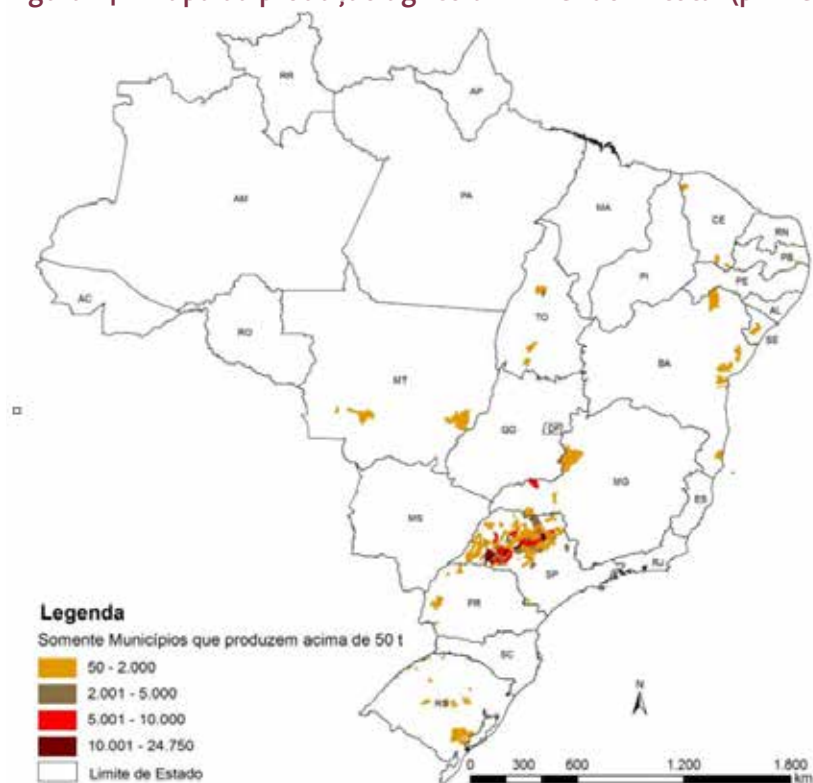 RR
AP
AM
PA
MA
CE
RN
PB
PE
PI
AL
SE
AC
TO
RO
BA
MT
GO
DF
MG
ES
MS
SP
RJ
PR
SC
RS
Legenda
Somente Municípios que produzem acima de 50 t
50 - 2.000
2.001 - 5.000
5.001 - 10.000
10.001 - 24.750
Limite de Estado
N
0 300 600 1.200 1.800
km